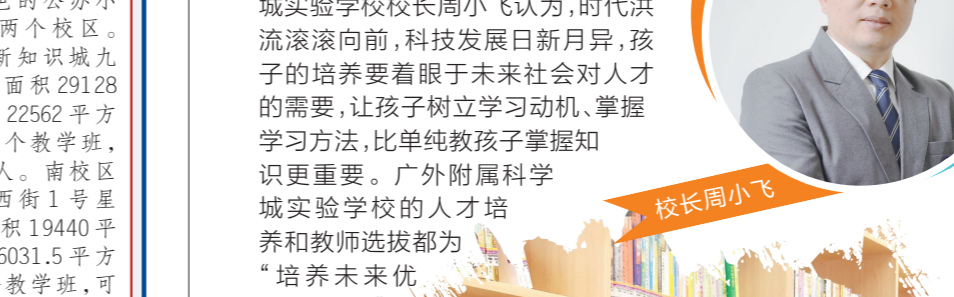 色的公办小
两个校区。
新知识城九
面积29128
22562平方
个教学班，
人。南校区
西街1号星
积19440平
6031.5平方
教学班，可
城实验学校校长周小飞认为，时代洪
流滚滚向前，科技发展日新月异，孩
子的培养要着眼于未来社会对人才
的需要，让孩子树立学习动机、掌握
学习方法，比单纯教孩子掌握知
识更重要。广外附属科学
城实验学校的人才培
养和教师选拔都为
“培养未来优
校长周小飞